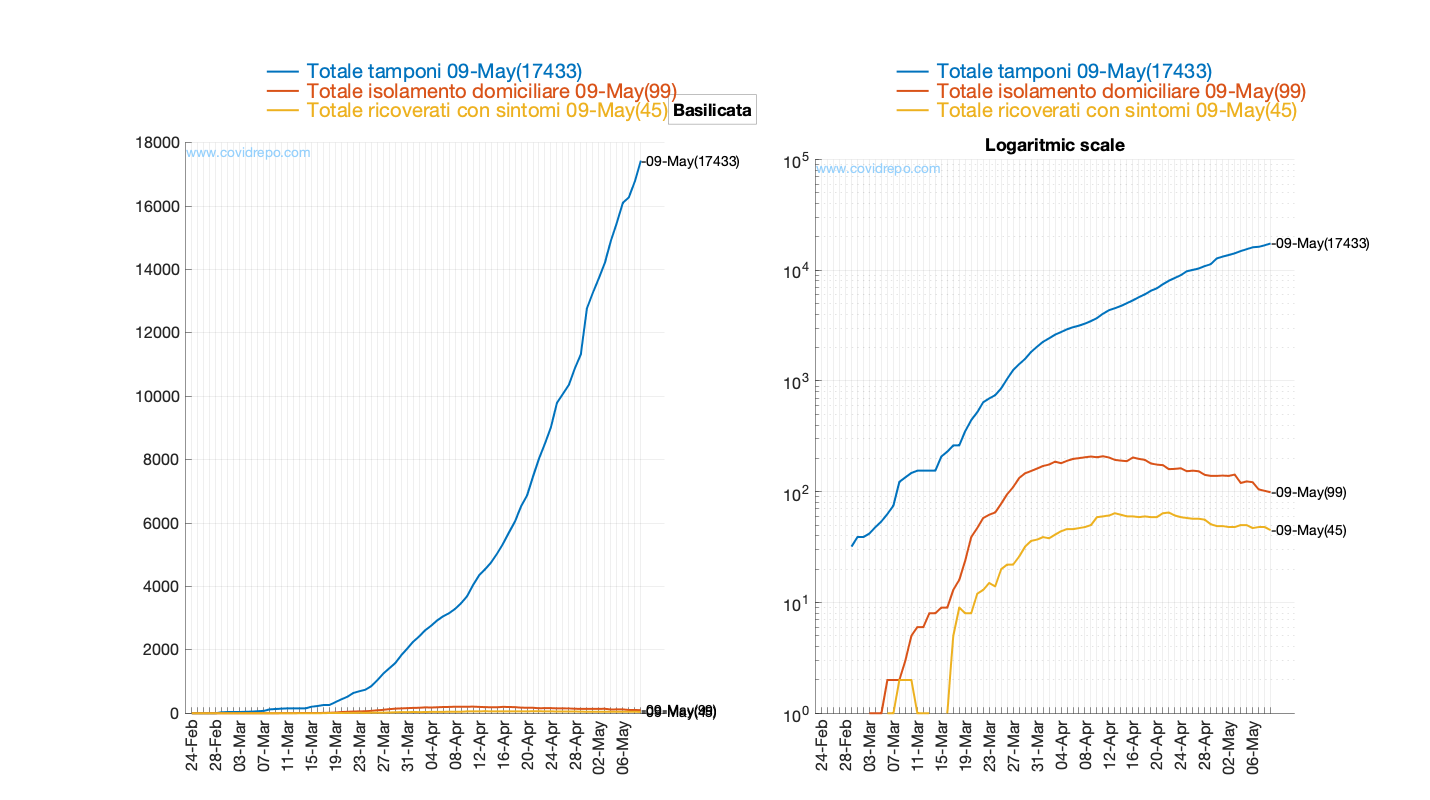 Totale tamponi 09-May(17433)
Totale isolamento domiciliare 09-May(99)
Totale ricoverati con sintomi 09-May(45)
Basilicata
www.covidrepo.com
18000
16000
14000
12000
10000
8000
6000
4000
2000
0
-09-May(17433)
-09-May(99)
-09-May(45)
24-Feb
28-Feb
03-Mar
07-Mar
11-Mar
15-Mar
19-Mar
23-Mar
27-Mar
31-Mar
04-Apr
08-Apr
12-Apr
16-Apr
20-Apr
24-Apr
28-Apr
02-May
06-May
Totale tamponi 09-May(17433)
Totale isolamento domiciliare 09-May(99)
Totale ricoverati con sintomi 09-May(45)
Logaritmic scale
www.covidrepo.com
10^5
10^4
10^3
10^2
10^1
10^0
-09-May(17433)
-09-May(99)
-09-May(45)
24-Feb
28-Feb
03-Mar
07-Mar
11-Mar
15-Mar
19-Mar
23-Mar
27-Mar
31-Mar
04-Apr
08-Apr
12-Apr
16-Apr
20-Apr
24-Apr
28-Apr
02-May
06-May